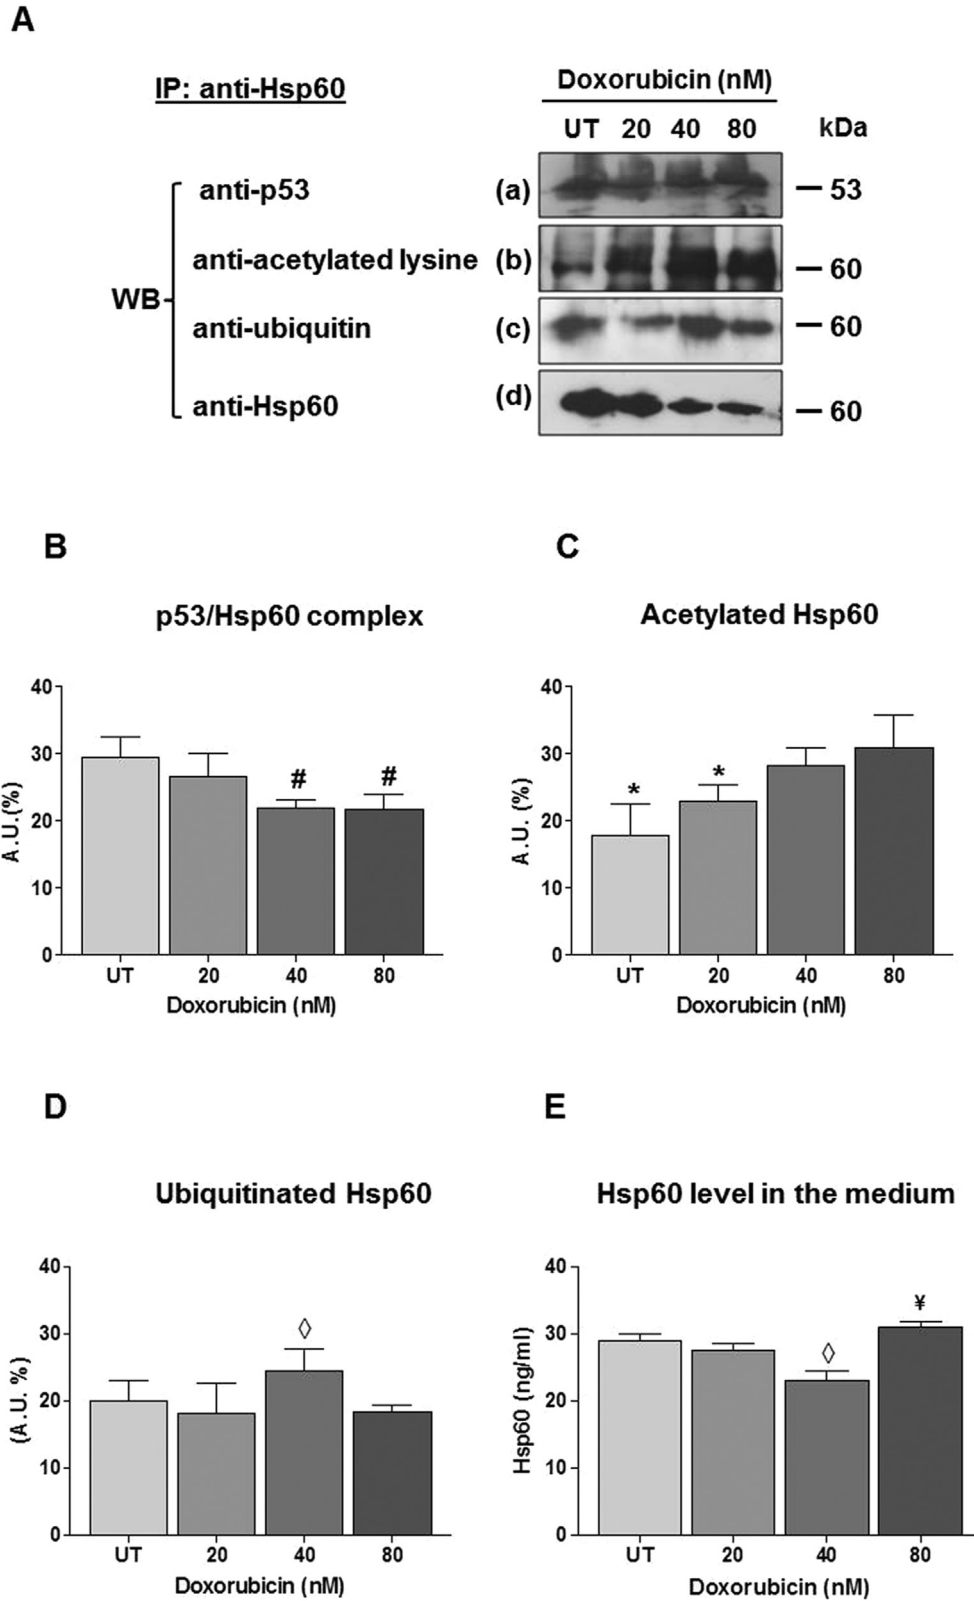 A
IP: anti-Hsp60
Doxorubicin (nM)
UT 20 40 80 kDa
anti-p53 (a) 53
anti-acetylated lysine (b) 60
WB
anti-ubiquitin (c) 60
anti-Hsp60 (d) 60
B
p53/Hsp60 complex
40
30
20
10
0
A.U.(%)
# #
UT 20 40 80
Doxorubicin (nM)
C
Acetylated Hsp60
40
30
20
10
0
A.U. (%)
* *
UT 20 40 80
Doxorubicin (nM)
D
Ubiquitinated Hsp60
40
30
20
10
0
(A.U. %)
◊
UT 20 40 80
Doxorubicin (nM)
E
Hsp60 level in the medium
40
30
20
10
0
Hsp60 (ng/ml)
◊ ¥
UT 20 40 80
Doxorubicin (nM)